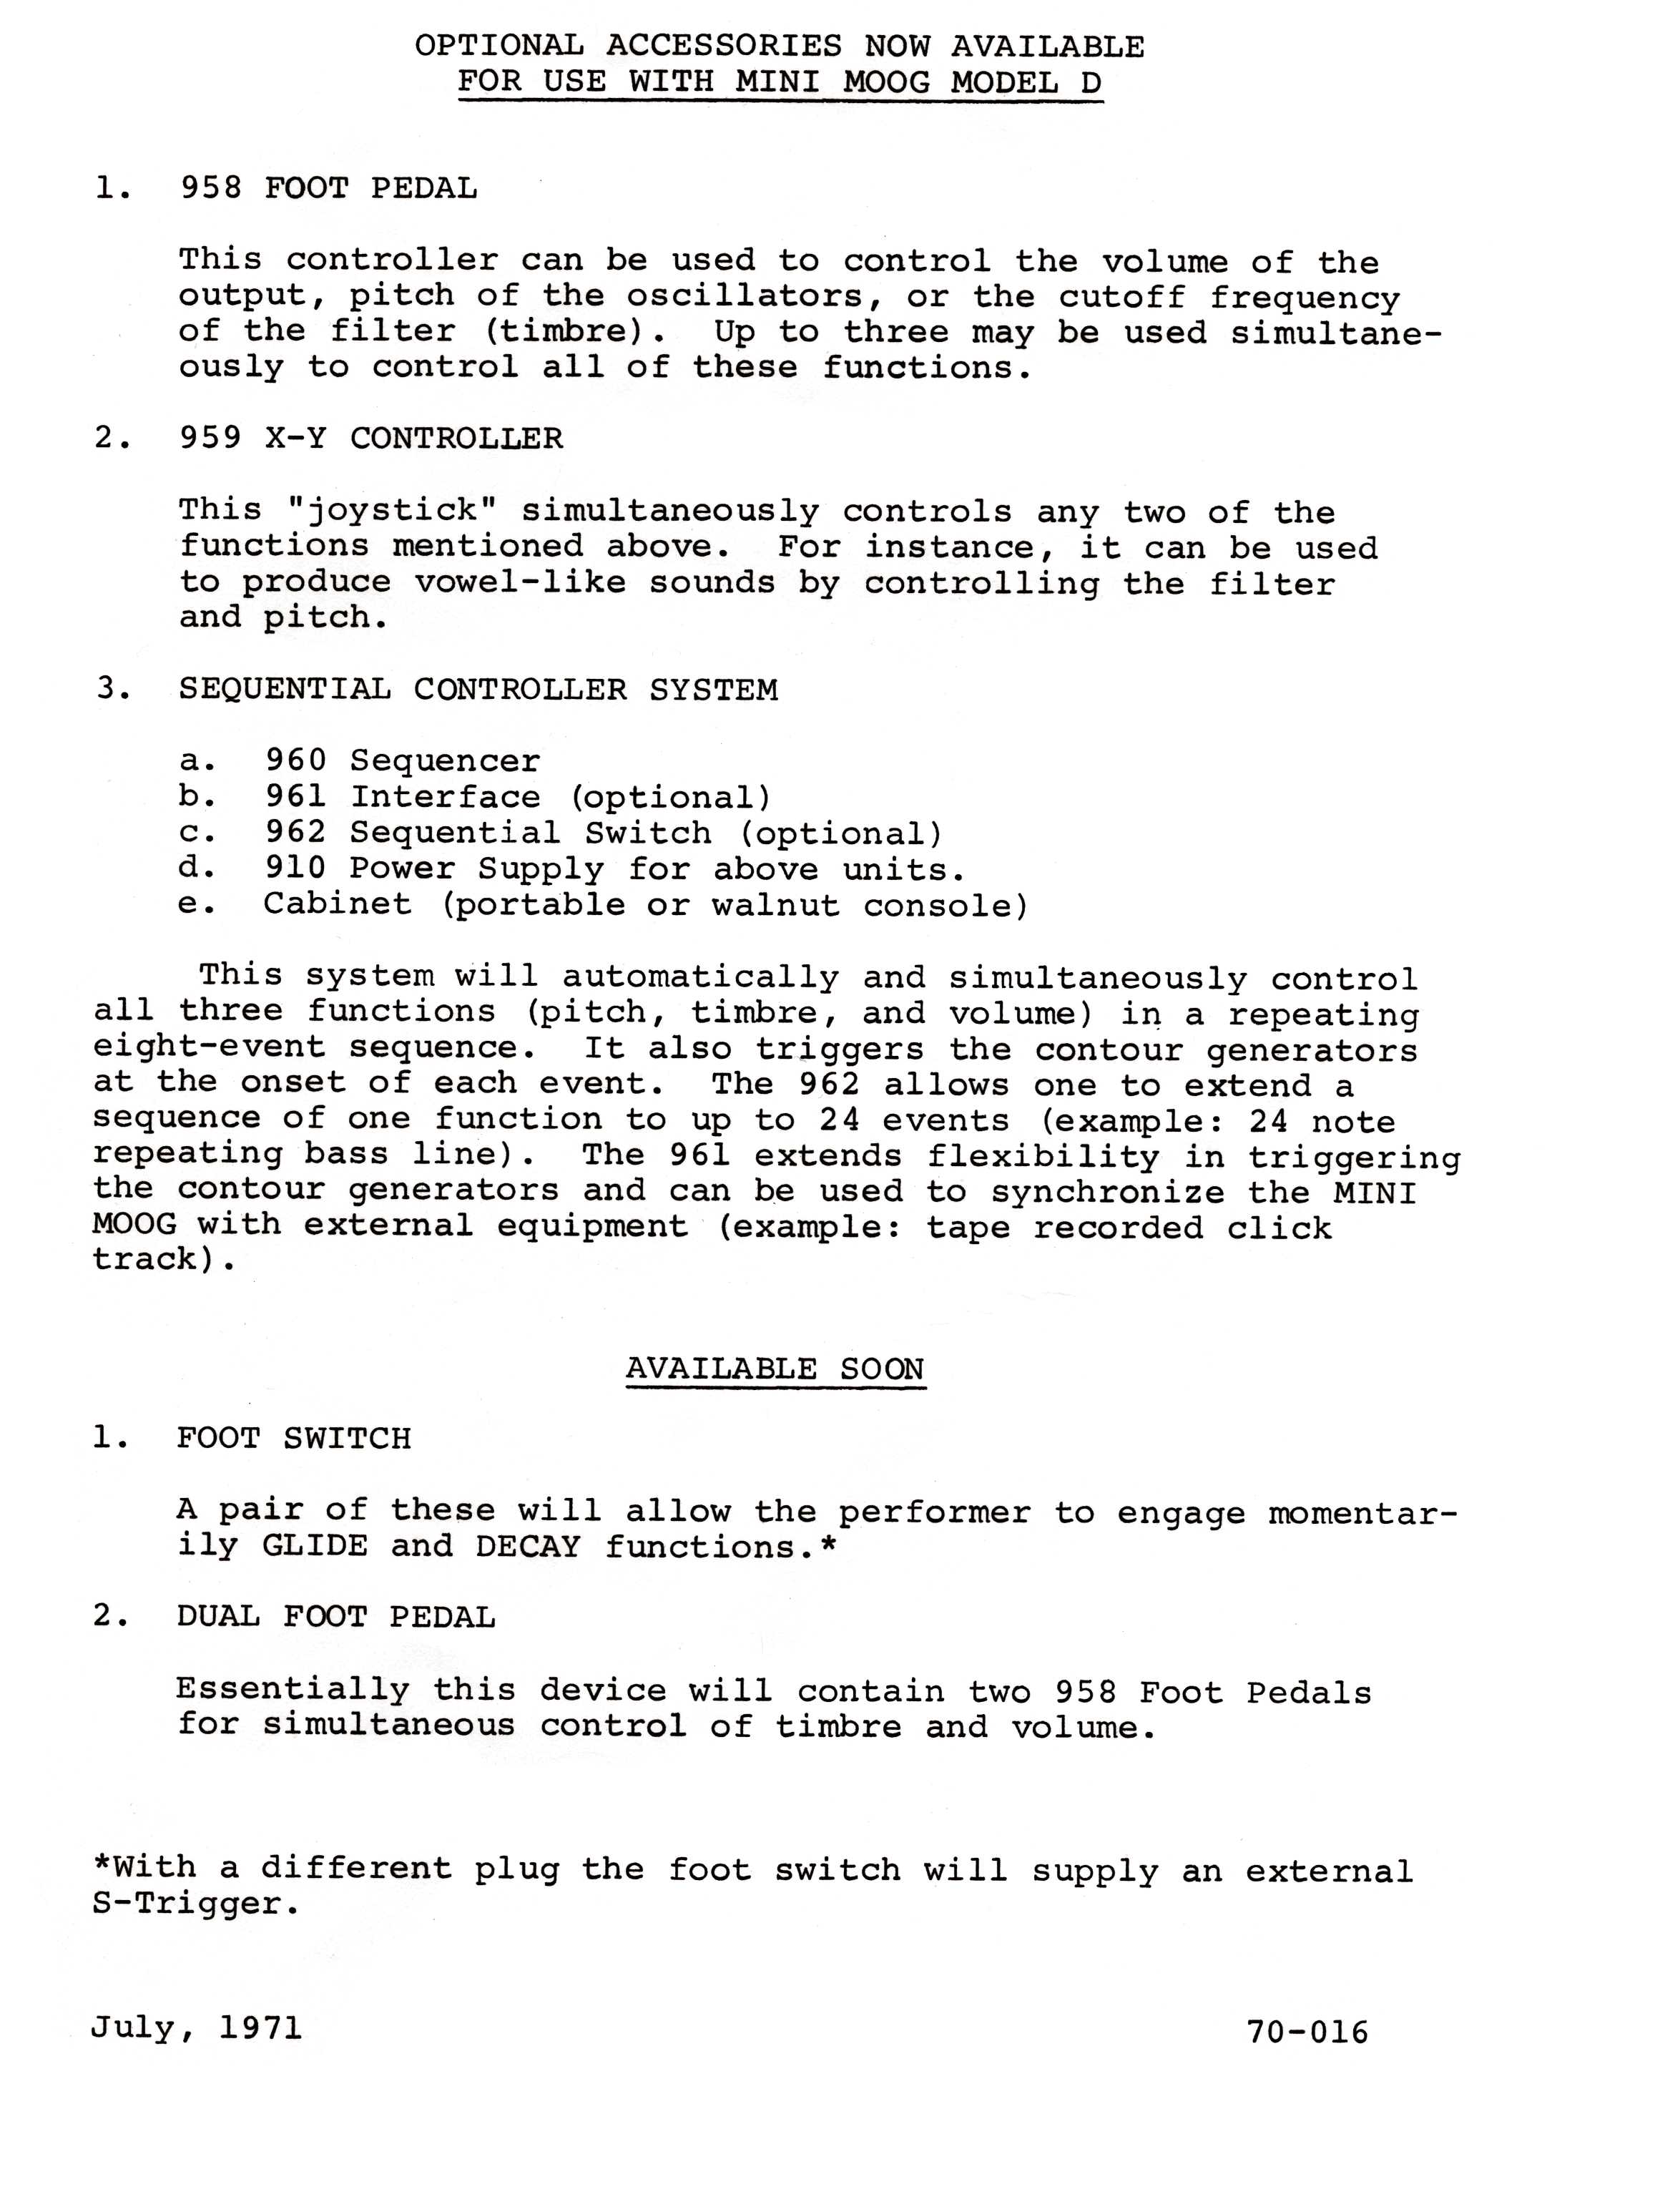 OPTIONAL ACCESSORIES NOW AVAILABLE
FOR USE WITH MINI MOOG MODEL D
1. 958 FOOT PEDAL
This controller can be used to control the volume of the
output, pitch of the oscillators, or the cutoff frequency
of the filter (timbre). Up to three may be used simultane-
ously to control all of these functions.
2. 959 X-Y CONTROLLER
This "joystick" simultaneously controls any two of the
functions mentioned above. For instance, it can be used
to produce vowel-like sounds by controlling the filter
and pitch.
3. SEQUENTIAL CONTROLLER SYSTEM
a. 960 Sequencer
b. 961 Interface (optional)
c. 962 Sequential Switch (optional)
d. 910 Power Supply for above units.
e. Cabinet (portable or walnut console)
This system will automatically and simultaneously control
all three functions (pitch, timbre, and volume) in a repeating
eight-event sequence. It also triggers the contour generators
at the onset of each event. The 962 allows one to extend a
sequence of one function to up to 24 events (example: 24 note
repeating bass line). The 961 extends flexibility in triggering
the contour generators and can be used to synchronize the MINI
MOOG with external equipment (example: tape recorded click
track).
AVAILABLE SOON
1. FOOT SWITCH
A pair of these will allow the performer to engage momentar-
ily GLIDE and DECAY functions.*
2. DUAL FOOT PEDAL
Essentially this device will contain two 958 Foot Pedals
for simultaneous control of timbre and volume.
*With a different plug the foot switch will supply an external
S-Trigger.
July, 1971 70-016